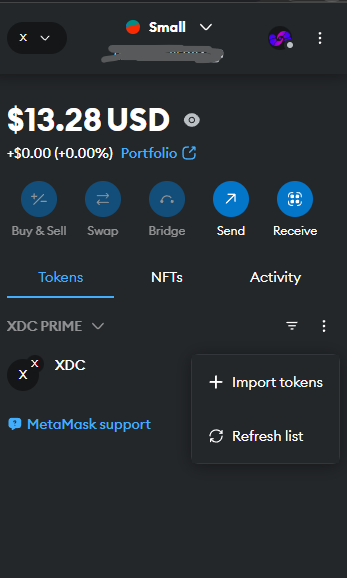 X
Small
$13.28 USD
+$0.00 (+0.00%) Portfolio
Buy & Sell Swap Bridge Send Receive
Tokens NFTs Activity
XDC PRIME
X X XDC
Import tokens
MetaMask support
Refresh list